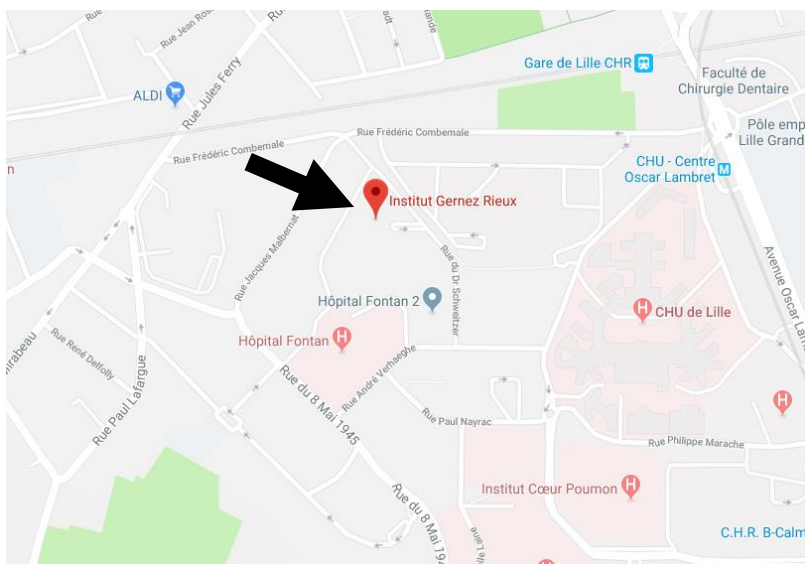 Rue Jean Ros
Gare de Lille CHR
Faculté de
Chirurgie Dentaire
ALDI
Rue Jules Ferry
Pôle emp
Lille Grand
Rue Frédéric Combemale
Rue Frédéric Combemale
CHU - Centre
Oscar Lambret
M
n
Institut Gernez Rieux
Rue Jacques Malbernat
Rue du Dr Schweitzer
Avenue Oscar Lam
Hôpital Fontan 2
H
CHU de Lille
Hôpital Fontan
H
irabeau
Rue René Delfolly
Rue André Verhaeghe
H
Rue Paul Lafargue
Rue du 8 Mai 1945
Rue Paul Nayrac
Rue Philippe Marache
Institut Cœur Poumon
H
Rue du 8 Mai 194
C.H.R. B-Calm
H